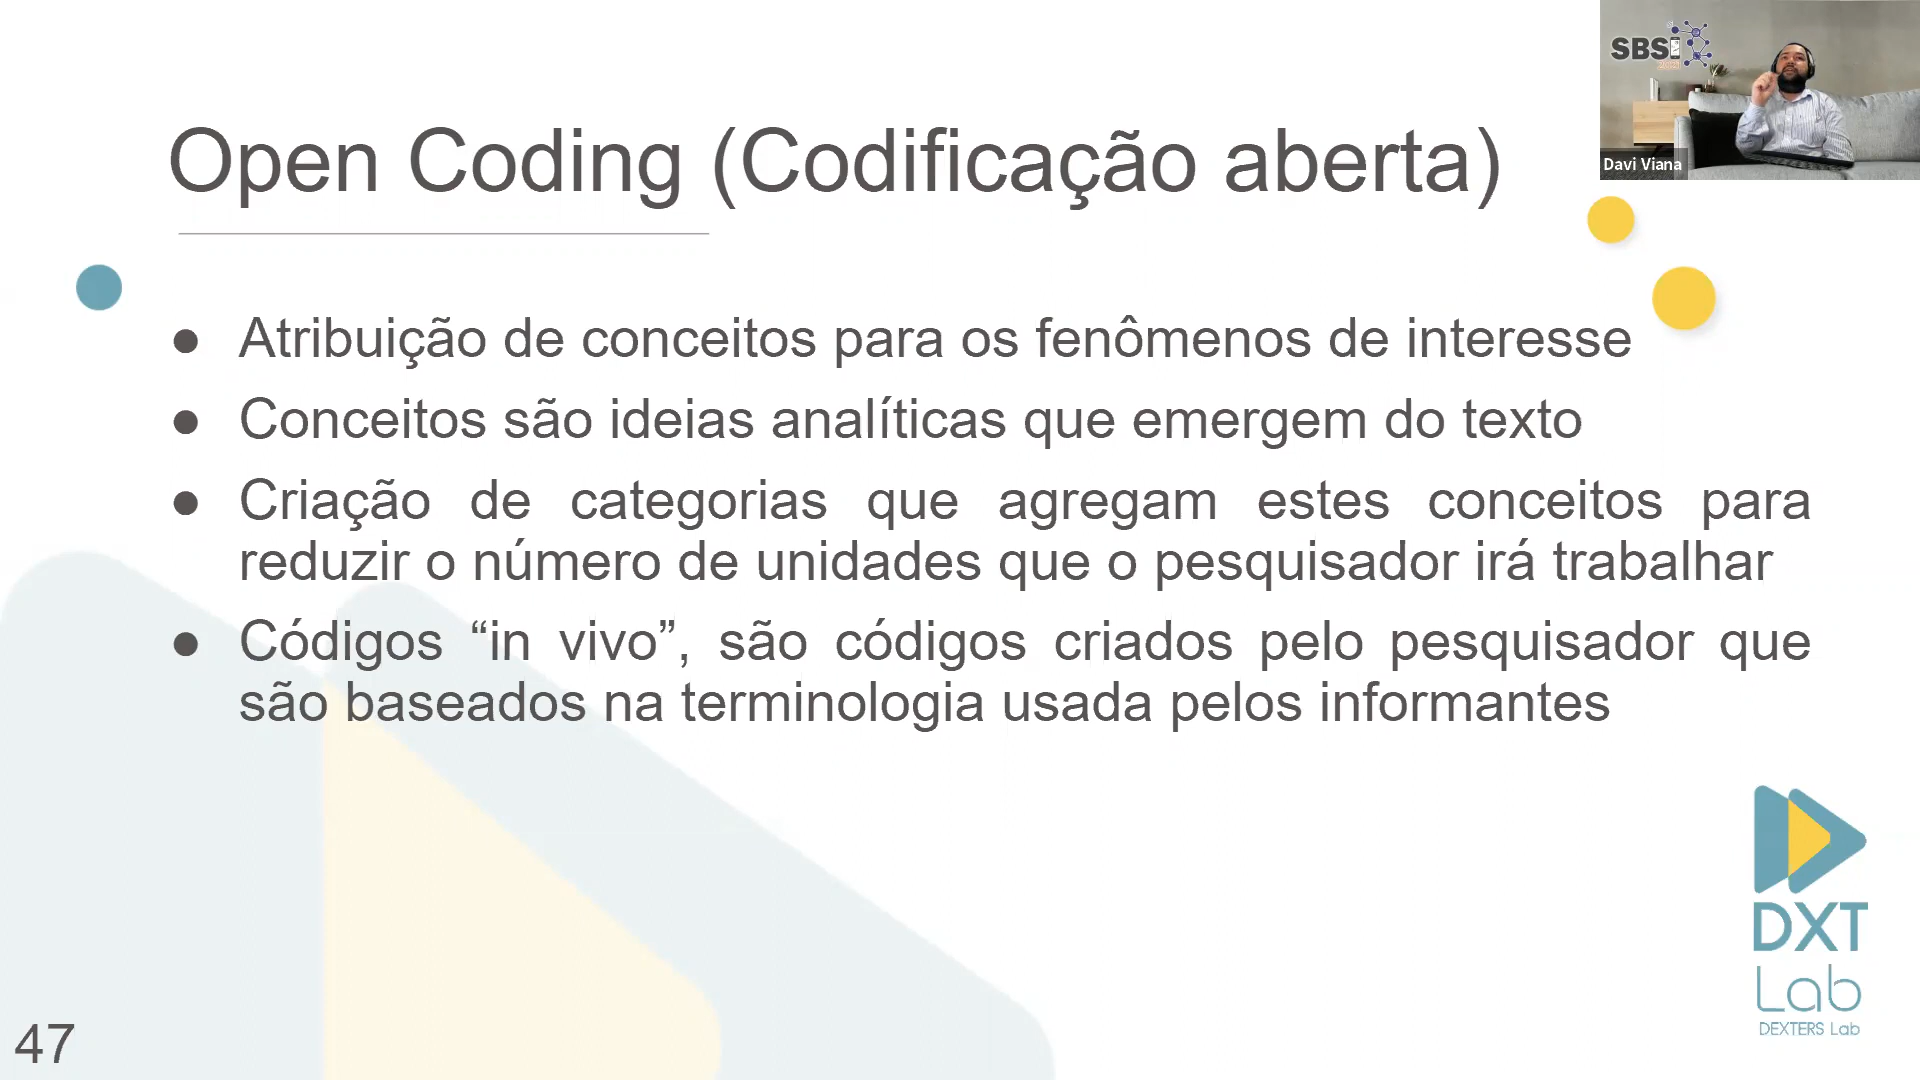 SBSI
Davi Viana
Open Coding (Codificação aberta)
● Atribuição de conceitos para os fenômenos de interesse
● Conceitos são ideias analíticas que emergem do texto
● Criação de categorias que agregam estes conceitos para
reduzir o número de unidades que o pesquisador irá trabalhar
● Códigos “in vivo”, são códigos criados pelo pesquisador que
são baseados na terminologia usada pelos informantes
DXT
Lab
DEXTERS Lab
47